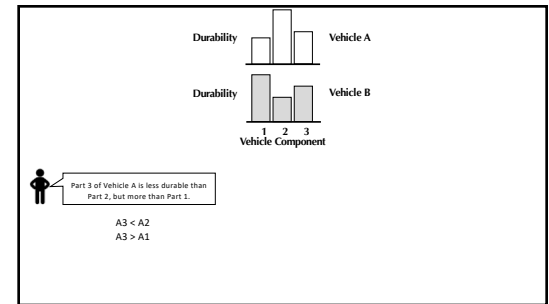 Durability Vehicle A
Durability Vehicle B
1 2 3
Vehicle Component
Part 3 of Vehicle A is less durable than
Part 2, but more than Part 1.
A3 < A2
A3 > A1